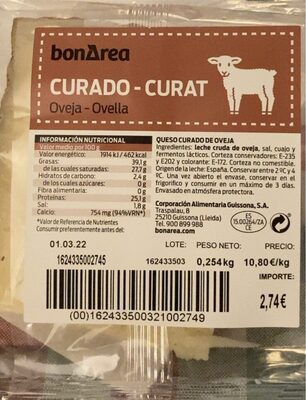 bonÀrea
CURADO - CURAT
Oveja - Ovella
INFORMACIÓN NUTRICIONAL
Valor medio por 100 g
Valor energético: 1914 kJ / 462 kcal
Grasas: 39,1 g
de las cuales saturadas: 27,7 g
Hidratos de carbono: 2,4 g
de los cuales azúcares: 0 g
Fibra alimentaria: 0 g
Proteínas: 25,1 g
Sal: 1,8 g
Calcio: 754 mg (94%VRN*)
*Valor de Referencia de Nutrientes
Consumir preferentemente antes del:
01.03.22
QUESO CURADO DE OVEJA
Ingredientes: leche cruda de oveja, sal, cuajo y
fermentos lácticos. Corteza conservadores: E-235
y E202 y colorante: E-172. Corteza no comestible.
Origen de la leche: España. Conservar entre 2 ºC y 4
ºC. Una vez abierto el envase, conservar en el
frigorífico y consumir en un máximo de 3 días.
Envasado en atmósfera protectora.
Corporación Alimentaria Guissona, S.A.
Traspalau, 8
25210 Guissona (Lleida)
Tel. 900 899 988
bonarea.com
ES
15.00264/ZA
CE
LOTE: PESO NETO: PRECIO:
1624335002745 162433503 0,254 kg 10,80 €/kg
IMPORTE:
2,74€
(00)162433500321002749